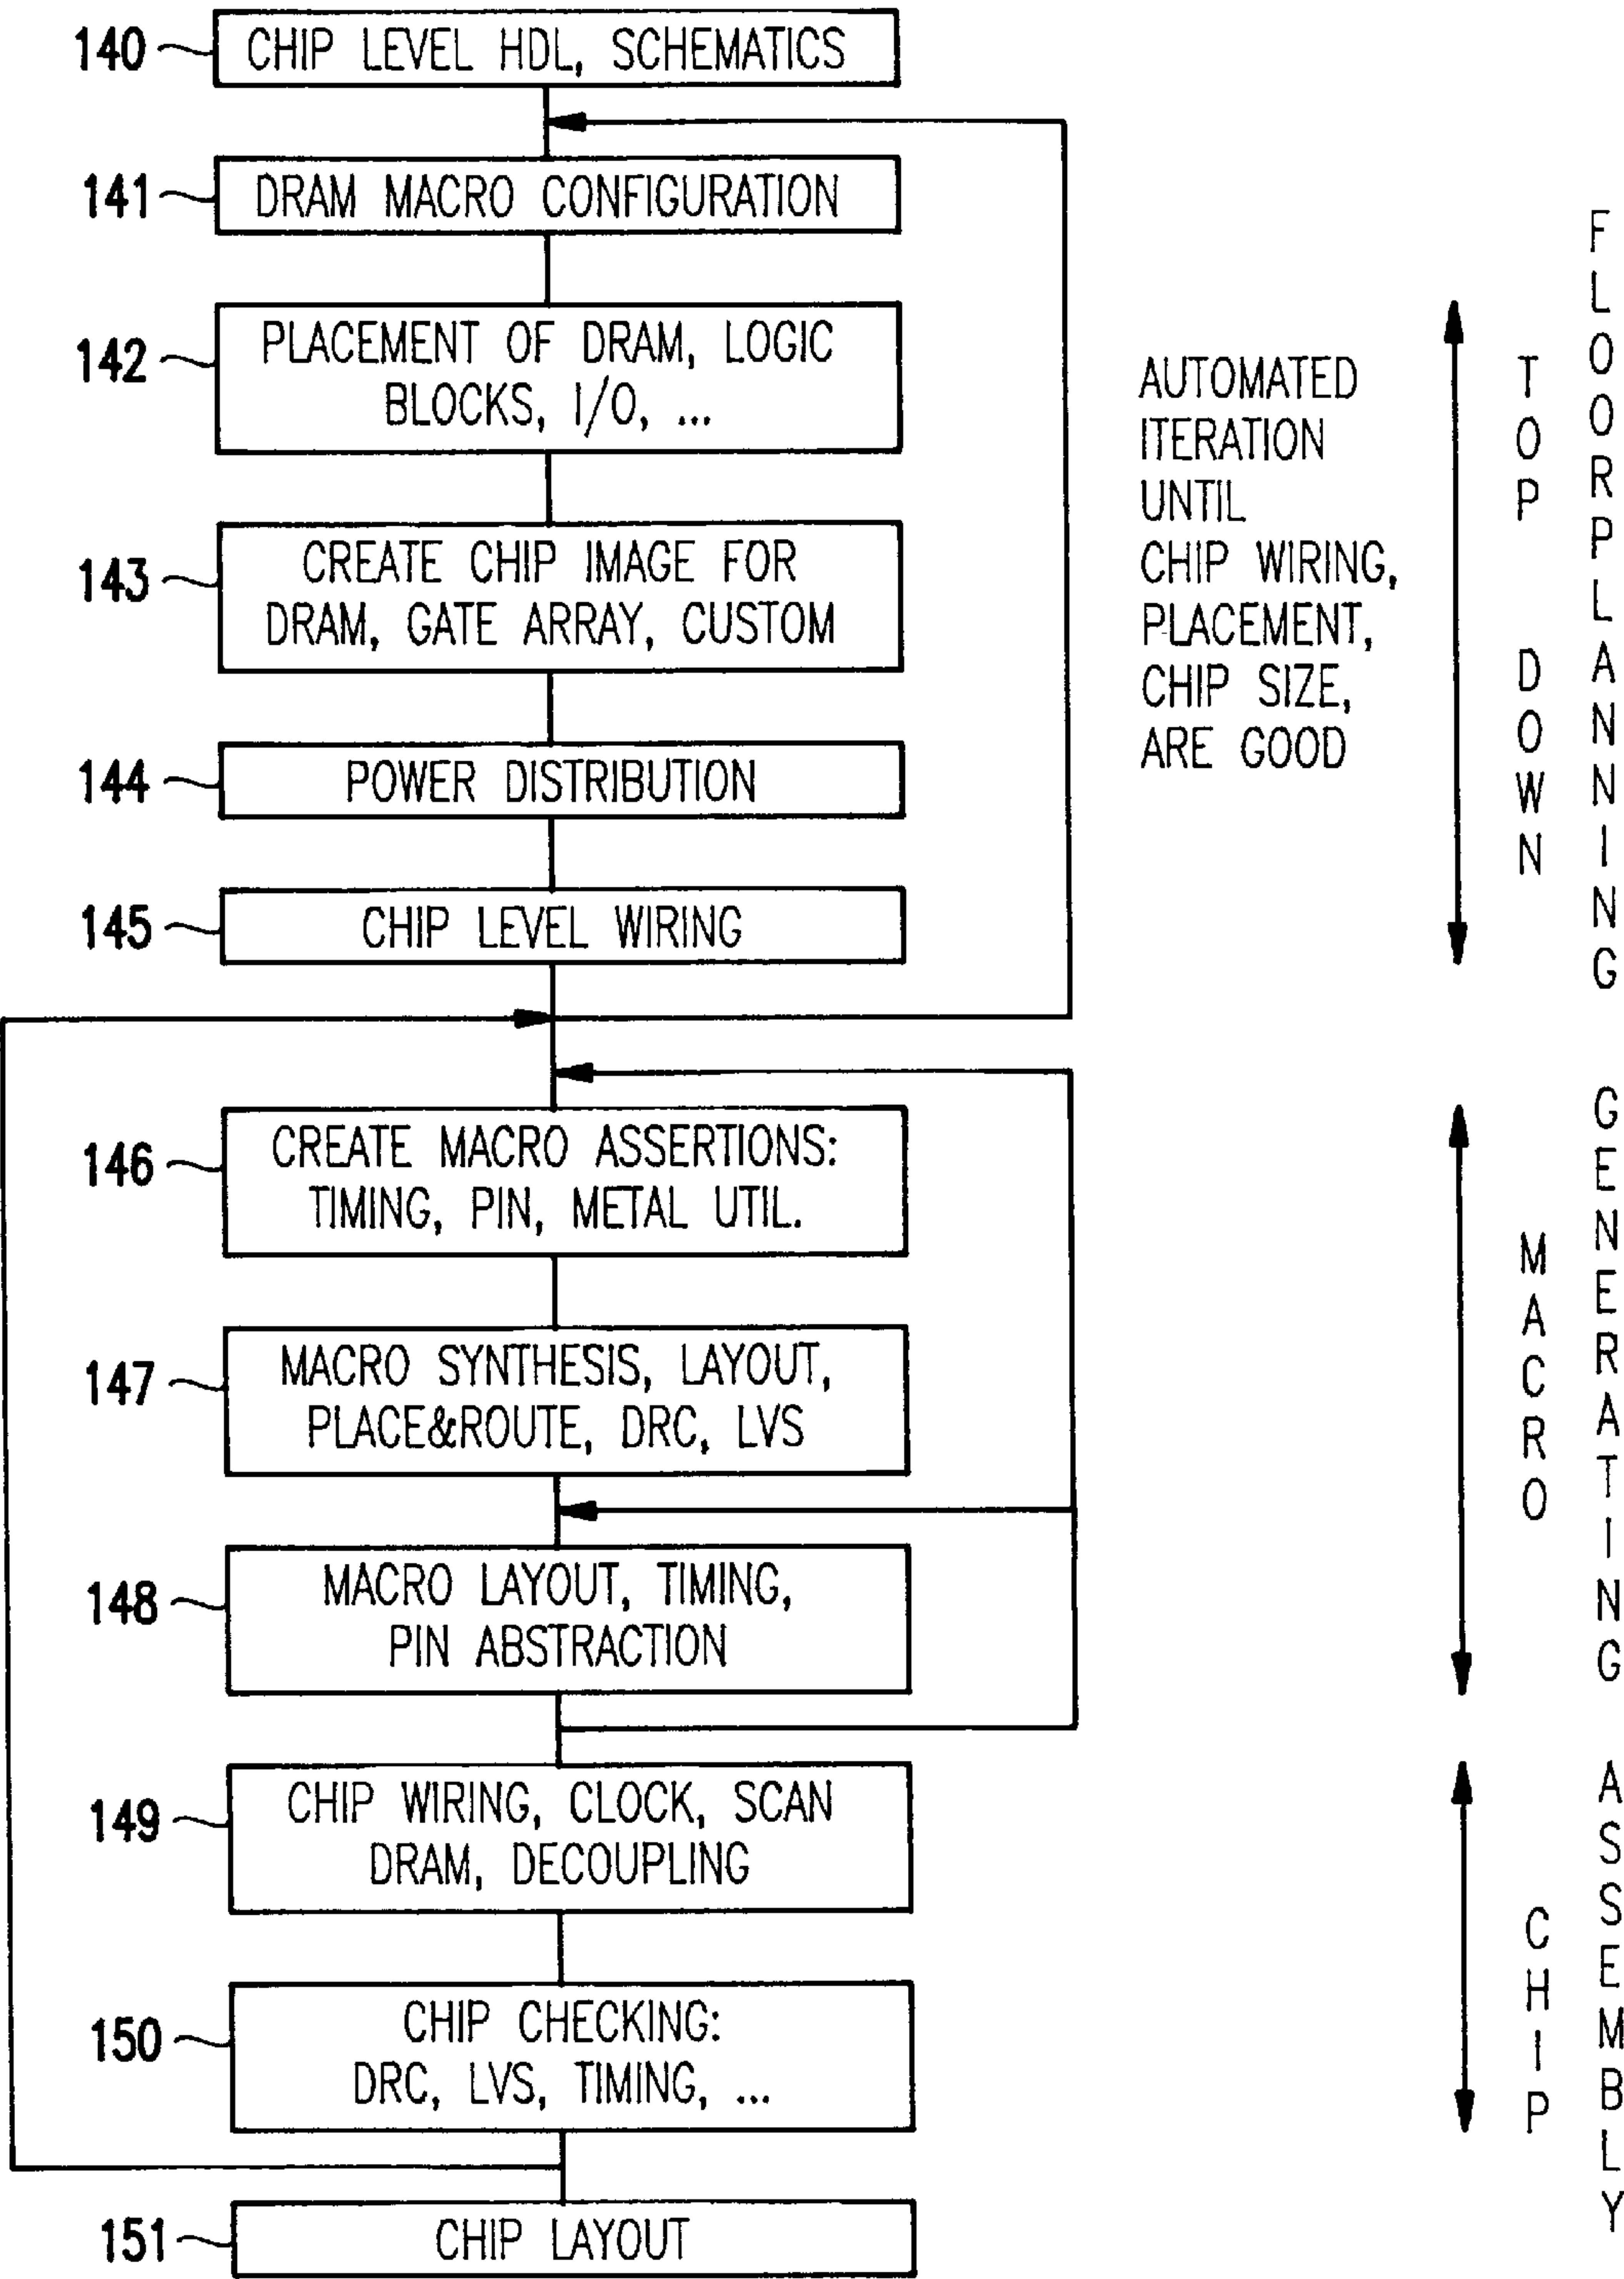 140
CHIP LEVEL HDL, SCHEMATICS
141
DRAM MACRO CONFIGURATION
142
PLACEMENT OF DRAM, LOGIC
BLOCKS, I/O, ...
143
CREATE CHIP IMAGE FOR
DRAM, GATE ARRAY, CUSTOM
144
POWER DISTRIBUTION
145
CHIP LEVEL WIRING
AUTOMATED
ITERATION
UNTIL
CHIP WIRING,
PLACEMENT,
CHIP SIZE,
ARE GOOD
TOP DOWN
FLOORPLANNING
146
CREATE MACRO ASSERTIONS:
TIMING, PIN, METAL UTIL.
147
MACRO SYNTHESIS, LAYOUT,
PLACE&ROUTE, DRC, LVS
148
MACRO LAYOUT, TIMING,
PIN ABSTRACTION
MACRO
GENERATING
149
CHIP WIRING, CLOCK, SCAN
DRAM, DECOUPLING
150
CHIP CHECKING:
DRC, LVS, TIMING, ...
CHIP
ASSEMBLY
151
CHIP LAYOUT